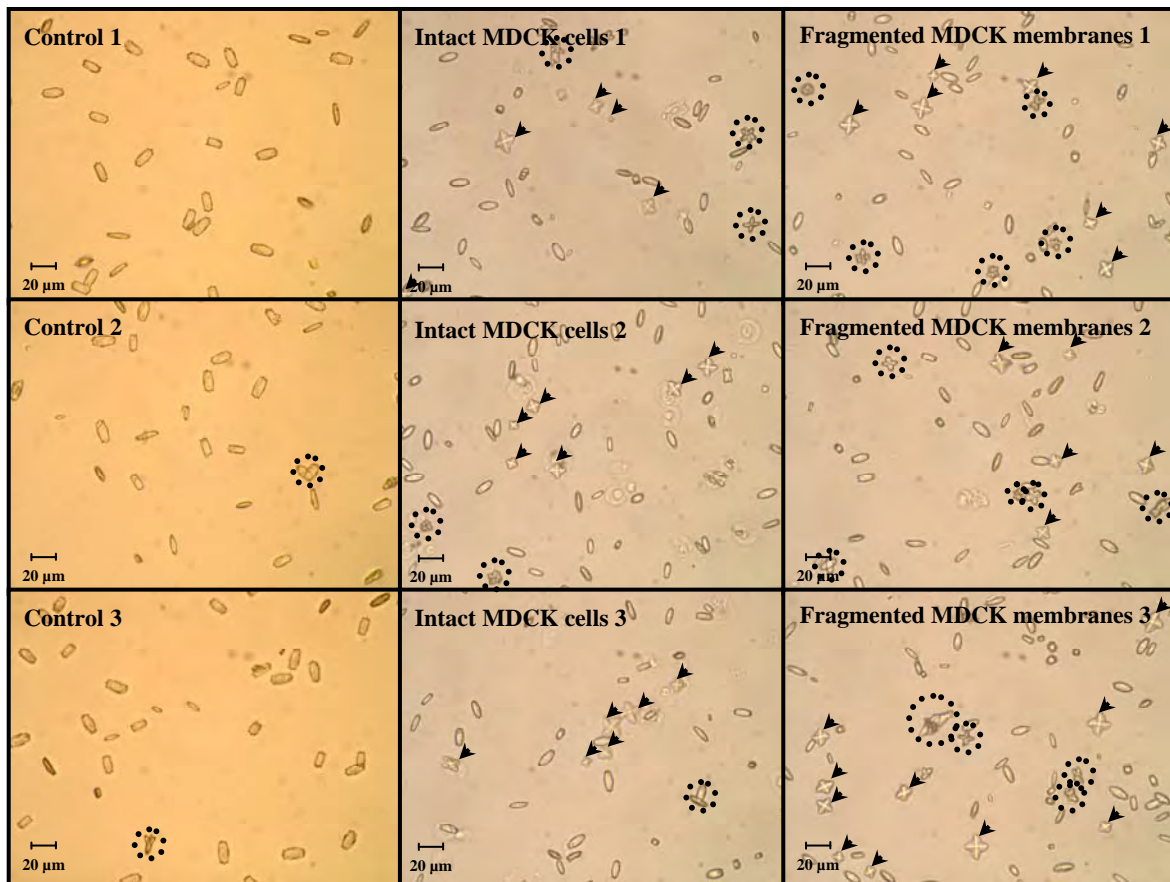 Control 1
Intact MDCK cells 1
Fragmented MDCK membranes 1
20 µm
20 µm
20 µm
Control 2
Intact MDCK cells 2
Fragmented MDCK membranes 2
20 µm
20 µm
20 µm
Control 3
Intact MDCK cells 3
Fragmented MDCK membranes 3
20 µm
20 µm
20 µm